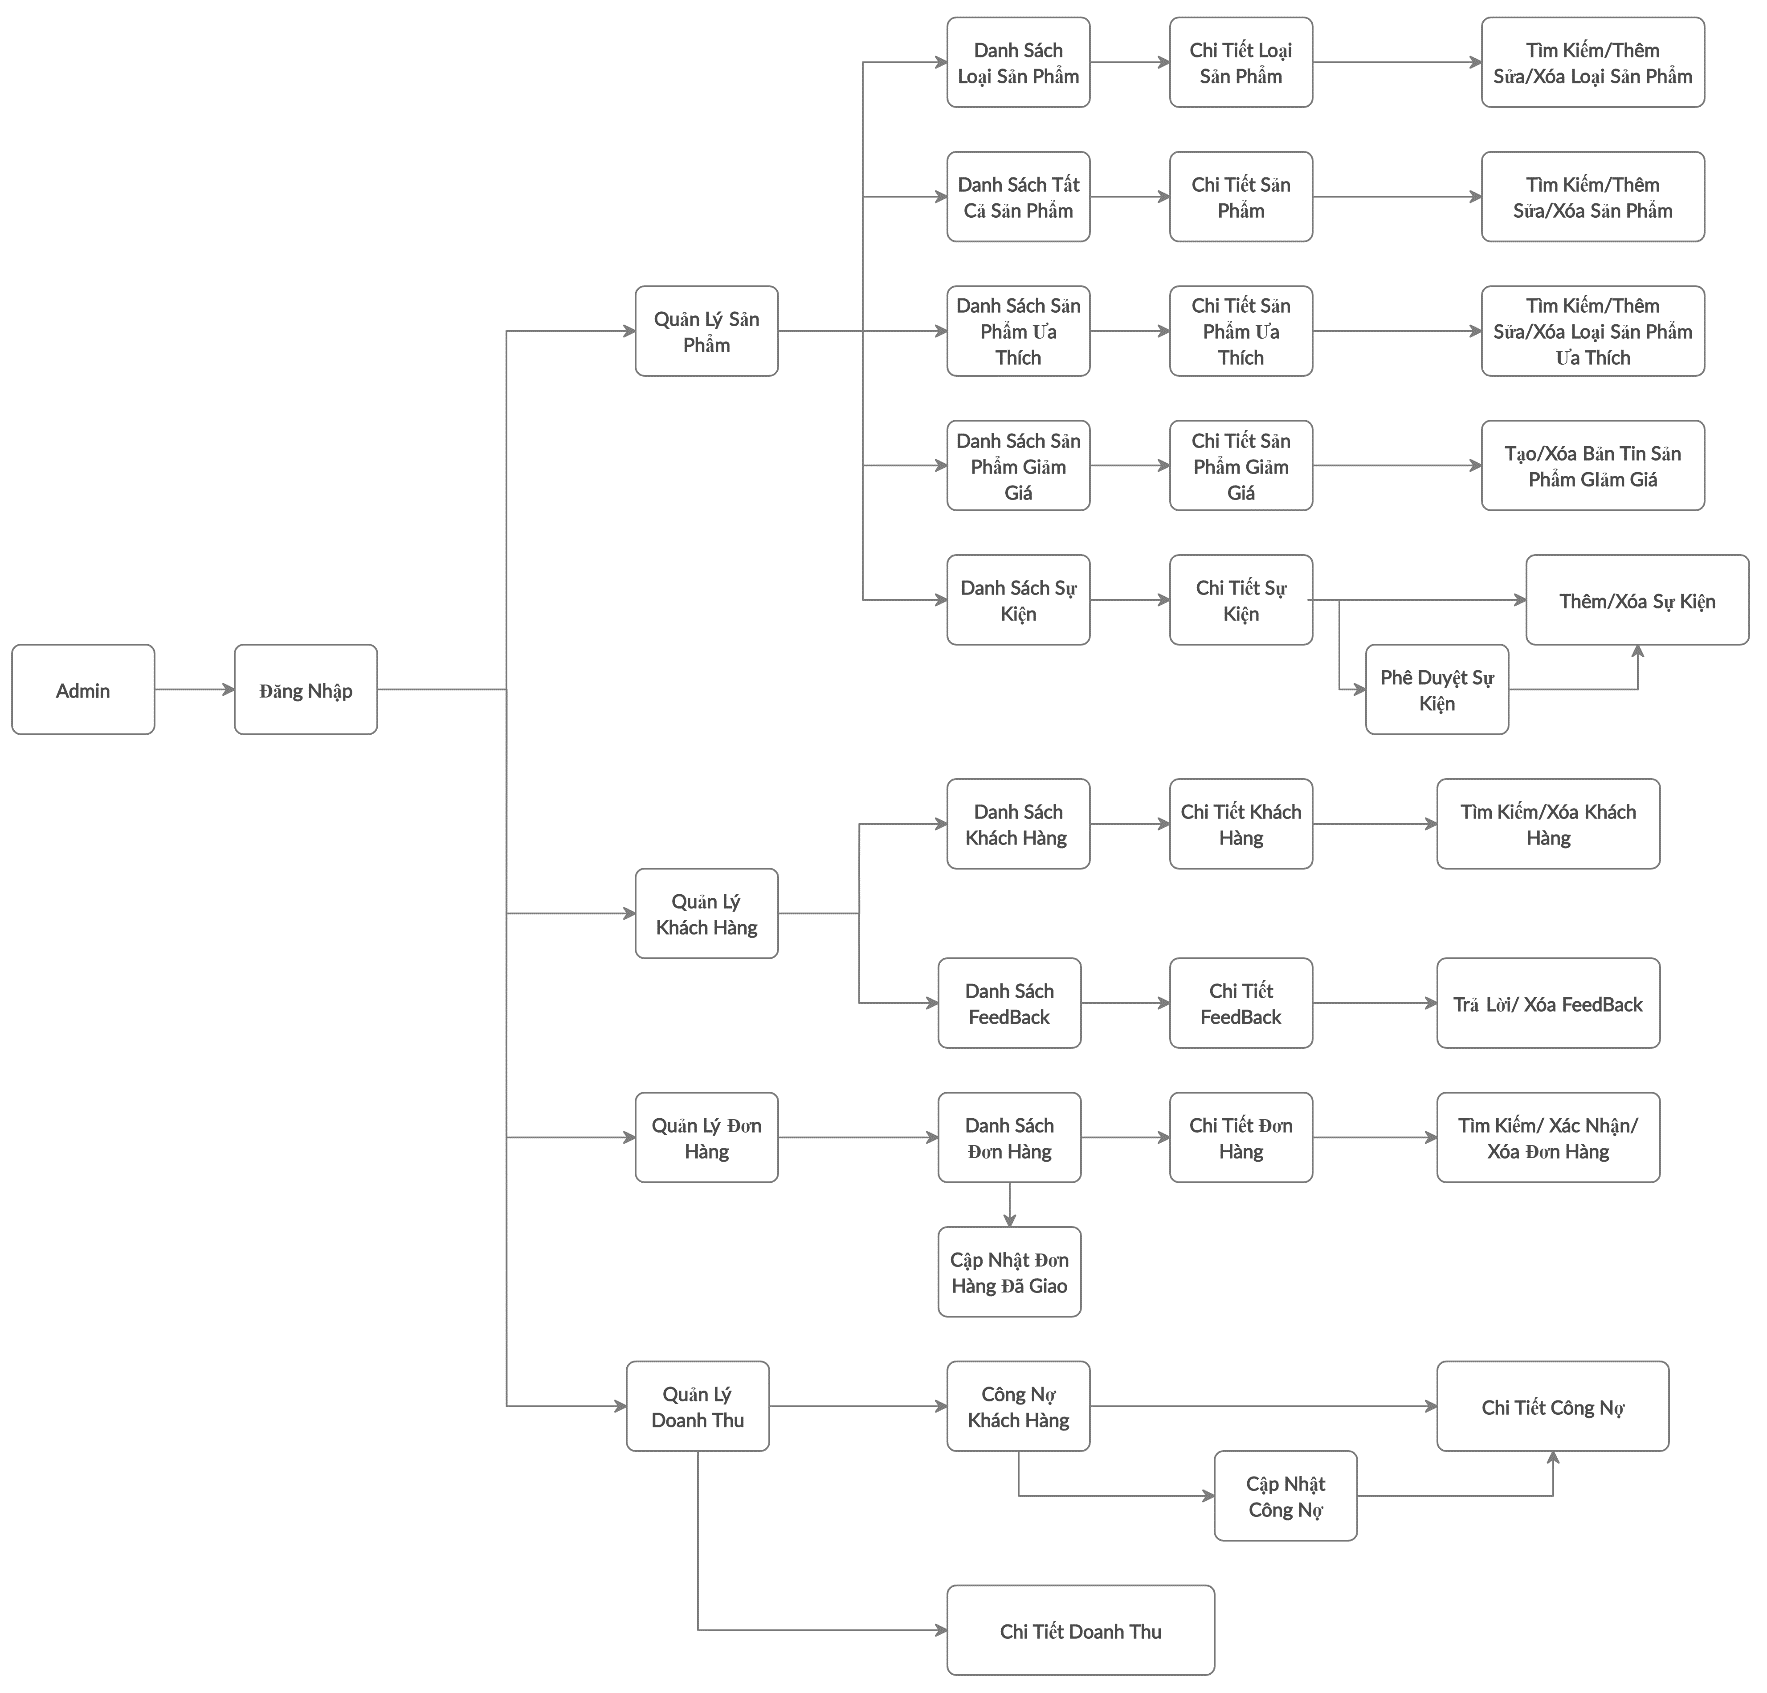 Danh Sách
Loại Sản Phẩm
Chi Tiết Loại
Sản Phẩm
Tìm Kiếm/Thêm
Sửa/Xóa Loại Sản Phẩm
Danh Sách Tất
Cả Sản Phẩm
Chi Tiết Sản
Phẩm
Tìm Kiếm/Thêm
Sửa/Xóa Sản Phẩm
Quản Lý Sản
Phẩm
Danh Sách Sản
Phẩm Ưa
Thích
Chi Tiết Sản
Phẩm Ưa
Thích
Tìm Kiếm/Thêm
Sửa/Xóa Loại Sản Phẩm
Ưa Thích
Danh Sách Sản
Phẩm Giảm
Giá
Chi Tiết Sản
Phẩm Giảm
Giá
Tạo/Xóa Bản Tin Sản
Phẩm GIảm Giá
Danh Sách Sự
Kiện
Chi Tiết Sự
Kiện
Thêm/Xóa Sự Kiện
Admin
Đăng Nhập
Phê Duyệt Sự
Kiện
Quản Lý
Khách Hàng
Danh Sách
Khách Hàng
Chi Tiết Khách
Hàng
Tìm Kiếm/Xóa Khách
Hàng
Danh Sách
FeedBack
Chi Tiết
FeedBack
Trả Lời/ Xóa FeedBack
Quản Lý Đơn
Hàng
Danh Sách
Đơn Hàng
Chi Tiết Đơn
Hàng
Tìm Kiếm/ Xác Nhận/
Xóa Đơn Hàng
Cập Nhật Đơn
Hàng Đã Giao
Quản Lý
Doanh Thu
Công Nợ
Khách Hàng
Chi Tiết Công Nợ
Cập Nhật
Công Nợ
Chi Tiết Doanh Thu